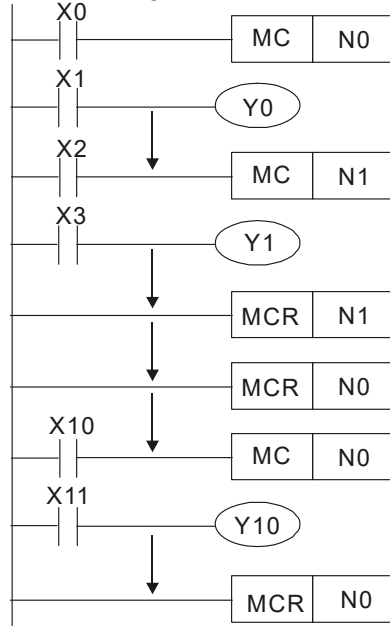 X0
MC N0
X1
Y0
X2
MC N1
X3
Y1
MCR N1
MCR N0
X10
MC N0
X11
Y10
MCR N0